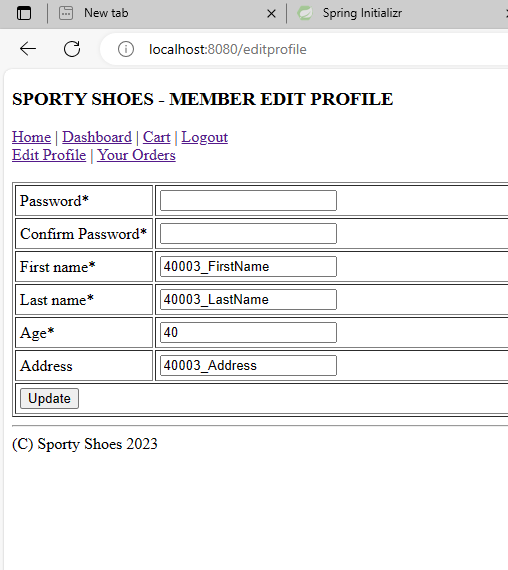 New tab
Spring Initializr
localhost:8080/editprofile
SPORTY SHOES - MEMBER EDIT PROFILE
Home | Dashboard | Cart | Logout
Edit Profile | Your Orders
Password*
Confirm Password*
First name* 40003_FirstName
Last name* 40003_LastName
Age* 40
Address 40003_Address
Update
(C) Sporty Shoes 2023